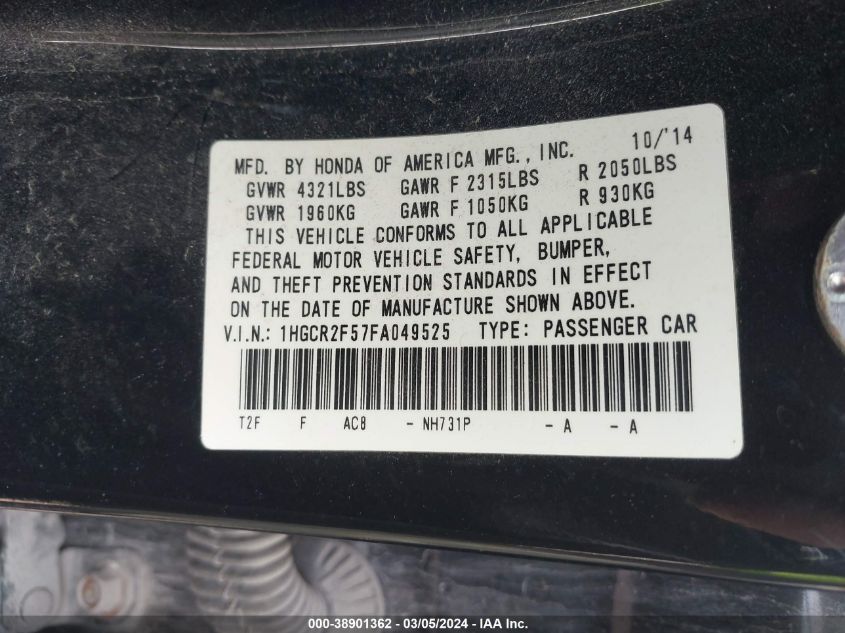 MFD. BY HONDA OF AMERICA MFG., INC. 10/'14
GVWR 4321LBS GAWR F 2315LBS R 2050LBS
GVWR 1960KG GAWR F 1050KG R 930KG
THIS VEHICLE CONFORMS TO ALL APPLICABLE
FEDERAL MOTOR VEHICLE SAFETY, BUMPER,
AND THEFT PREVENTION STANDARDS IN EFFECT
ON THE DATE OF MANUFACTURE SHOWN ABOVE.
V.I.N.: 1HGCR2F57FA049525 TYPE: PASSENGER CAR
T2F F AC8 - NH731P - A - A
000-38901362 - 03/05/2024 - IAA Inc.